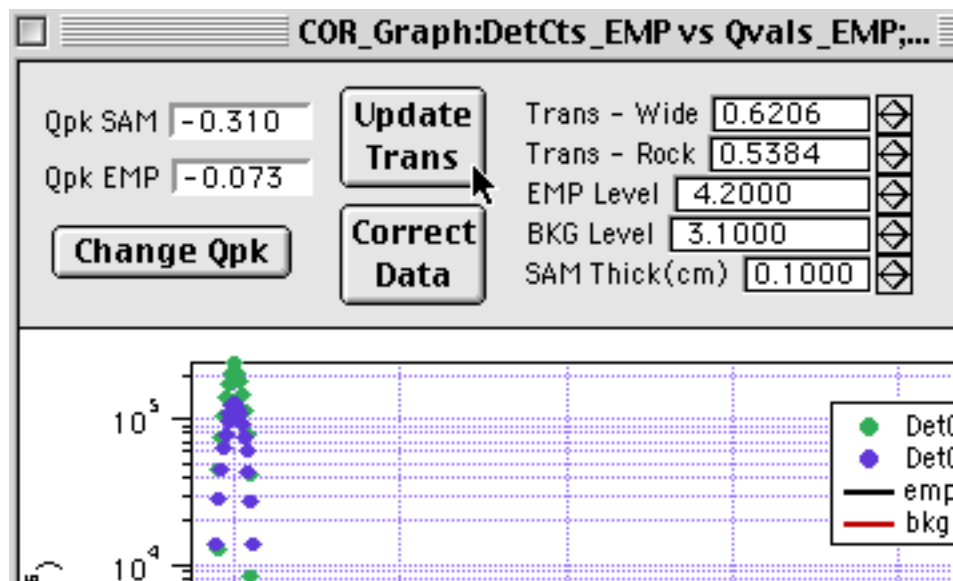 COR_Graph:DetCts_EMP vs Qvals_EMP;...
Qpk SAM -0.310
Qpk EMP -0.073
Change Qpk
Update
Trans
Correct
Data
Trans - Wide 0.6206
Trans - Rock 0.5384
EMP Level 4.2000
BKG Level 3.1000
SAM Thick(cm) 0.1000
10^5
10^4
emp
bkg